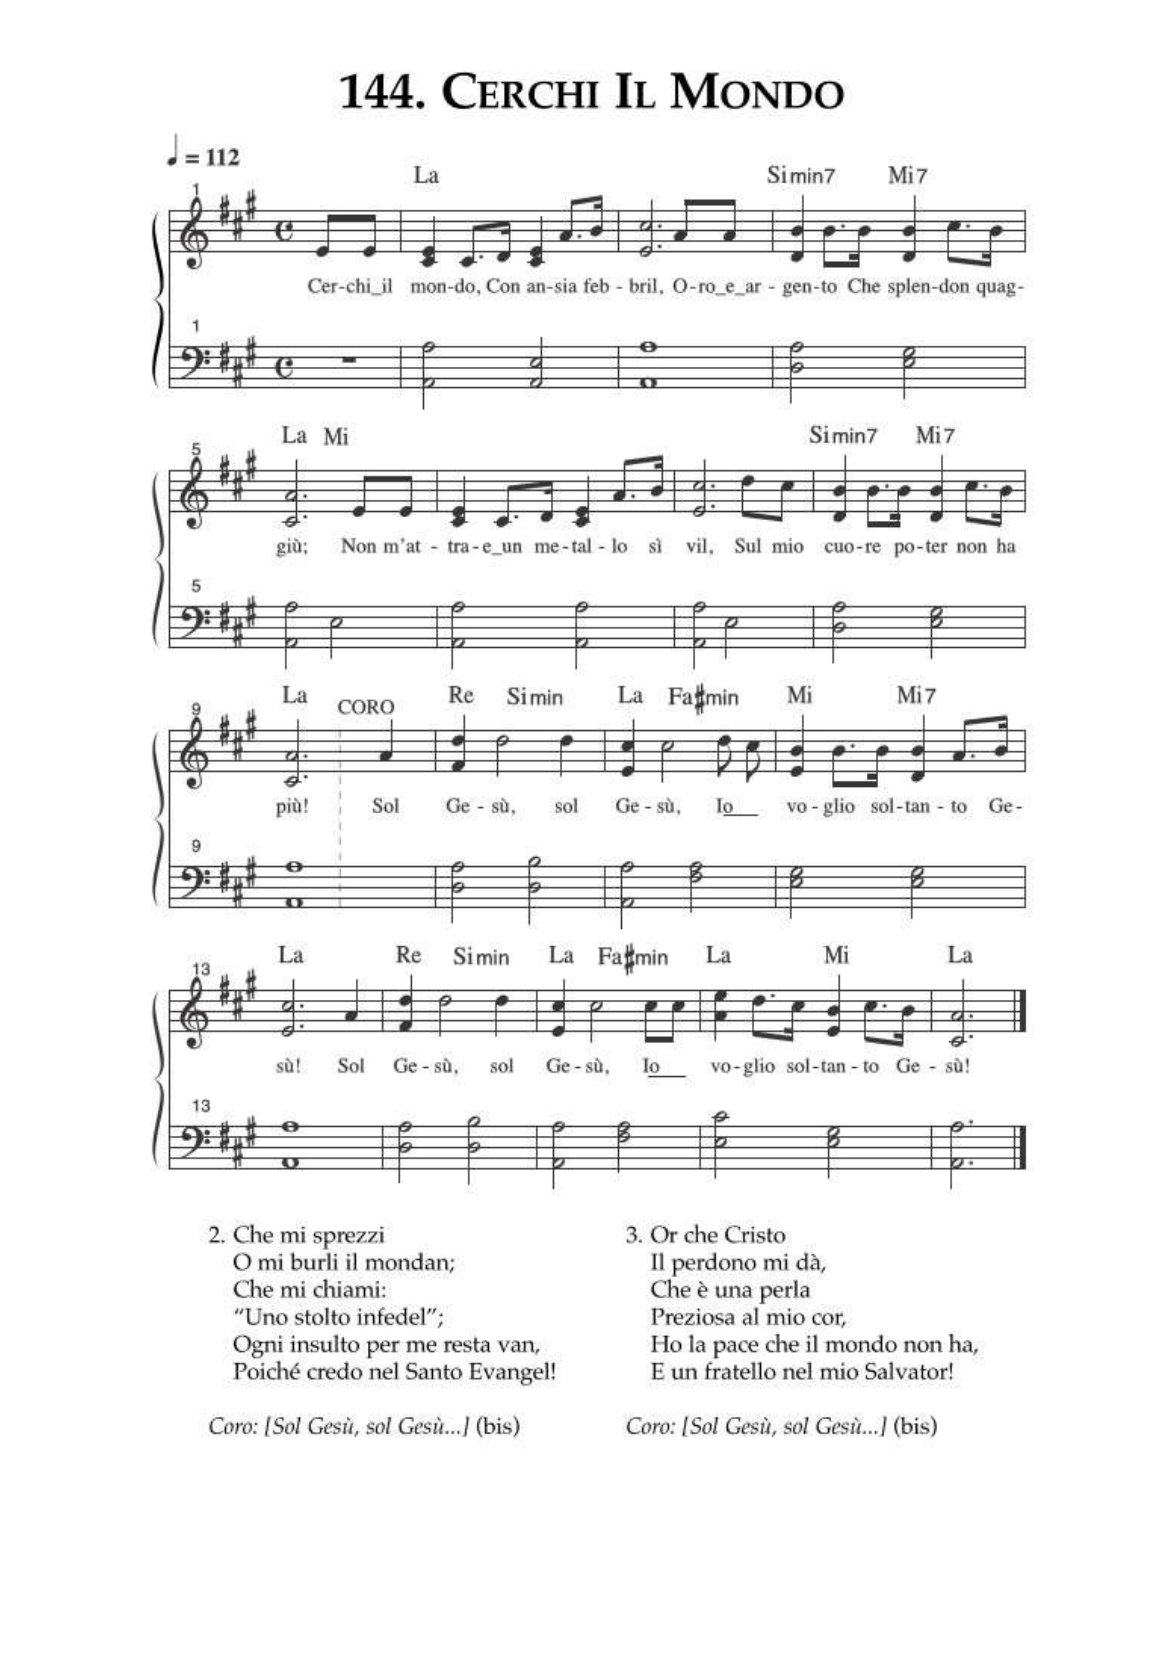 144. Cerchi Il Mondo
♩ = 112
La Simin7 Mi7
1
Cer-chi_il mon-do, Con an-sia feb - bril, O-ro_e_ar - gen-to Che splen-don quag-
1
La Mi Simin7 Mi7
5
giù; Non m'at - tra-e_un me-tal - lo sì vil, Sul mio cuo-re po-ter non ha
5
La CORO Re Simin La Fa#min Mi Mi7
9
più! Sol Ge - sù, sol Ge - sù, Io__ vo - glio sol-tan - to Ge-
9
La Re Simin La Fa#min La Mi La
13
sù! Sol Ge - sù, sol Ge - sù, Io__ vo-glio sol-tan - to Ge - sù!
13
2. Che mi sprezzi
O mi burli il mondan;
Che mi chiami:
“Uno stolto infedel”;
Ogni insulto per me resta van,
Poiché credo nel Santo Evangel!
Coro: [Sol Gesù, sol Gesù...] (bis)
3. Or che Cristo
Il perdono mi dà,
Che è una perla
Preziosa al mio cor,
Ho la pace che il mondo non ha,
E un fratello nel mio Salvator!
Coro: [Sol Gesù, sol Gesù...] (bis)